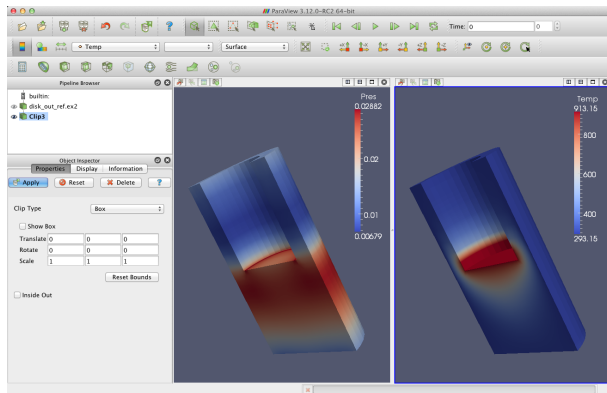 ParaView 3.12.0-RC2 64-bit
Time: 0 0
Temp Surface
Pipeline Browser
builtin:
disk_out_ref.ex2
Clip3
Object Inspector
Properties Display Information
Apply Reset Delete ?
Clip Type Box
Show Box
Translate 0 0 0
Rotate 0 0 0
Scale 1 1 1
Reset Bounds
Inside Out
Pres
0.02882
0.02
0.01
0.00679
Temp
913.15
800
600
400
293.15